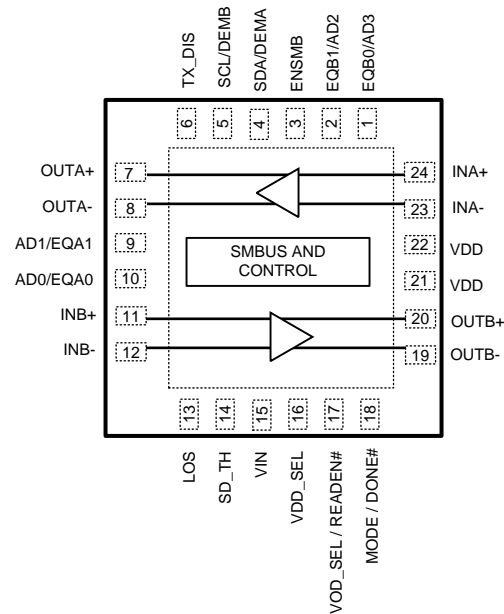 TX_DIS
SCL/DEMB
SDA/DEMA
ENSMB
EQB1/AD2
EQB0/AD3
6
5
4
3
2
1
OUTA+ 7
24 INA+
OUTA- 8
23 INA-
AD1/EQA1 9
22 VDD
SMBUS AND
CONTROL
AD0/EQA0 10
21 VDD
INB+ 11
20 OUTB+
INB- 12
19 OUTB-
13
14
15
16
17
18
LOS
SD_TH
VIN
VDD_SEL
VOD_SEL / READEN#
MODE / DONE#